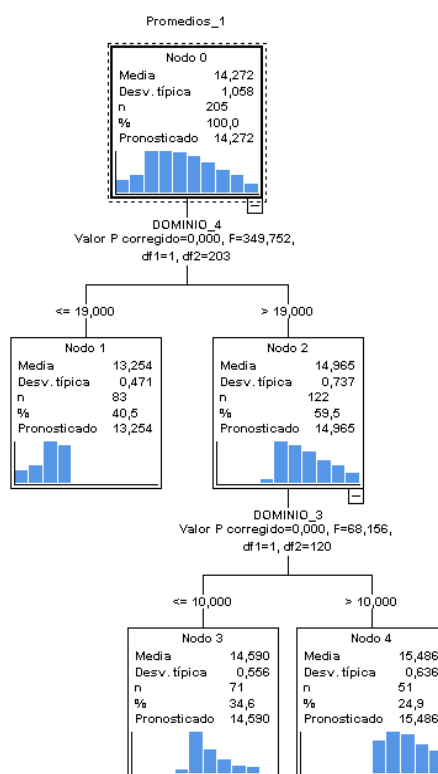 Promedios_1
Nodo 0
Media 14,272
Desv. típica 1,058
n 205
% 100,0
Pronosticado 14,272
DOMINIO_4
Valor P corregido=0,000, F=349,752,
df1=1, df2=203
<= 19,000
> 19,000
Nodo 1
Media 13,254
Desv. típica 0,471
n 83
% 40,5
Pronosticado 13,254
Nodo 2
Media 14,965
Desv. típica 0,737
n 122
% 59,5
Pronosticado 14,965
DOMINIO_3
Valor P corregido=0,000, F=68,156,
df1=1, df2=120
<= 10,000
> 10,000
Nodo 3
Media 14,590
Desv. típica 0,556
n 71
% 34,6
Pronosticado 14,590
Nodo 4
Media 15,486
Desv. típica 0,636
n 51
% 24,9
Pronosticado 15,486